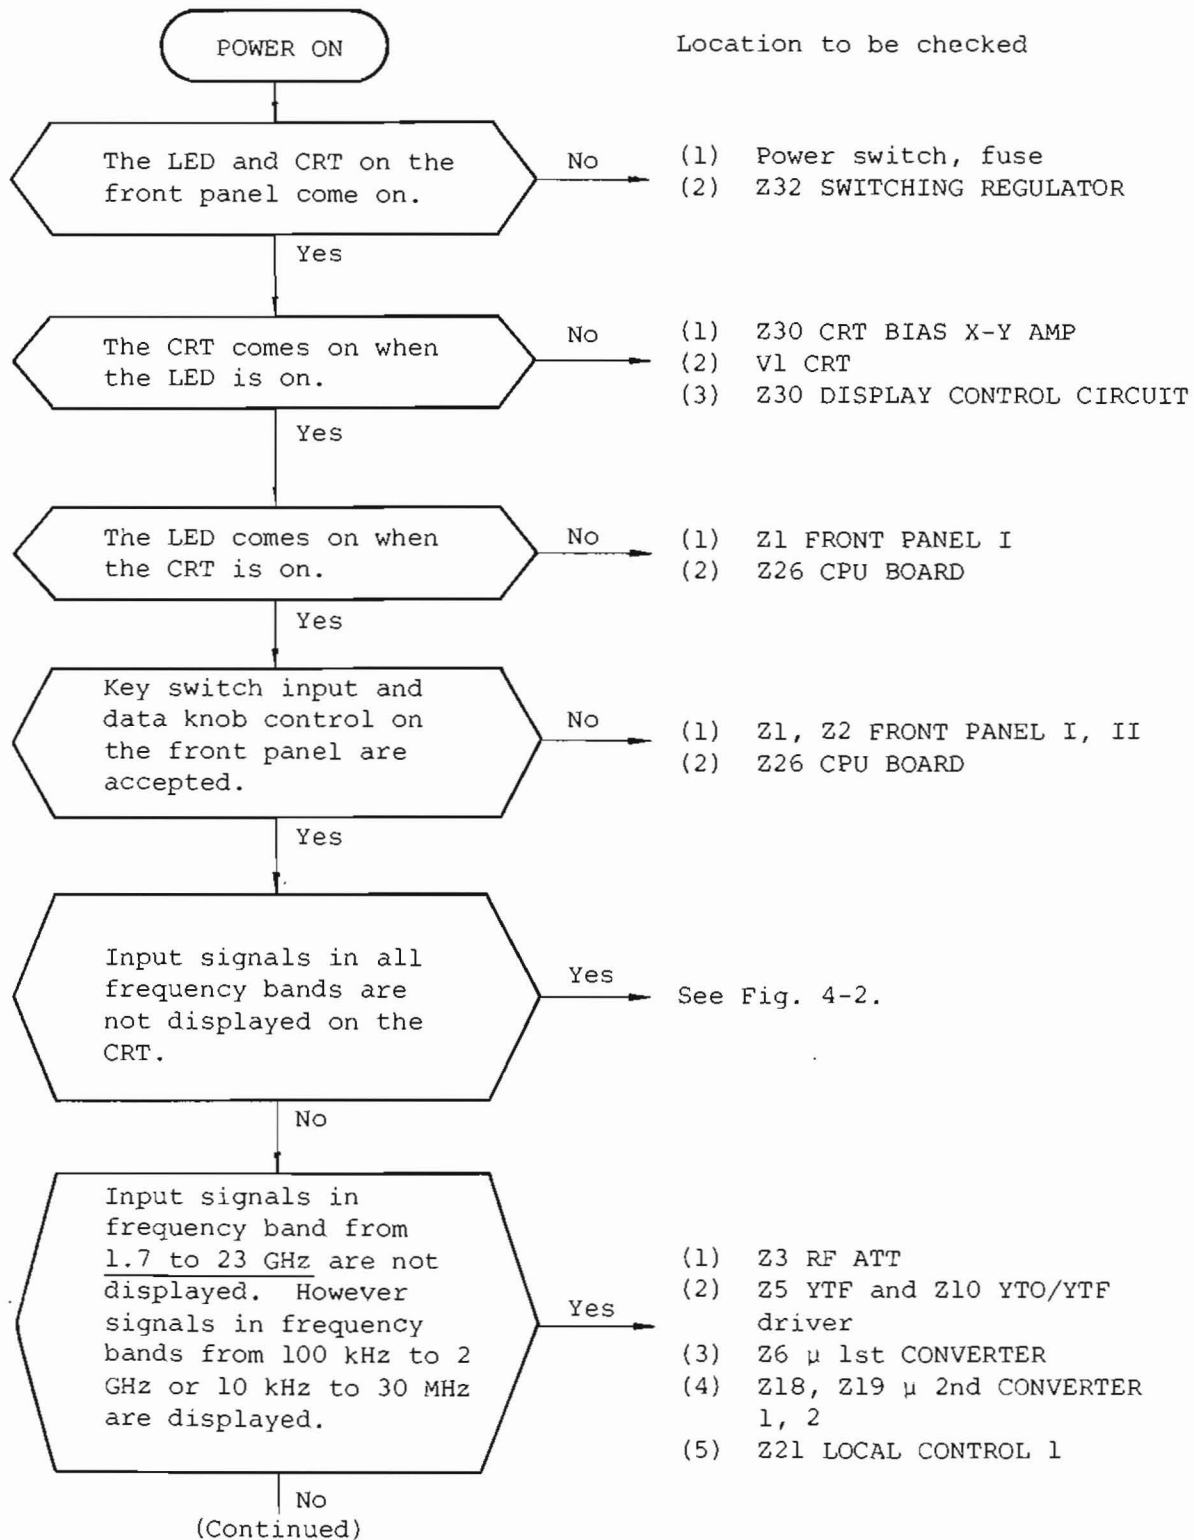 POWER ON
Location to be checked
The LED and CRT on the
front panel come on.
No
(1) Power switch, fuse
(2) Z32 SWITCHING REGULATOR
Yes
The CRT comes on when
the LED is on.
No
(1) Z30 CRT BIAS X-Y AMP
(2) V1 CRT
(3) Z30 DISPLAY CONTROL CIRCUIT
Yes
The LED comes on when
the CRT is on.
No
(1) Z1 FRONT PANEL I
(2) Z26 CPU BOARD
Yes
Key switch input and
data knob control on
the front panel are
accepted.
No
(1) Z1, Z2 FRONT PANEL I, II
(2) Z26 CPU BOARD
Yes
Input signals in all
frequency bands are
not displayed on the
CRT.
Yes
See Fig. 4-2.
No
Input signals in
frequency band from
1.7 to 23 GHz are not
displayed. However
signals in frequency
bands from 100 kHz to 2
GHz or 10 kHz to 30 MHz
are displayed.
Yes
(1) Z3 RF ATT
(2) Z5 YTF and Z10 YTO/YTF
driver
(3) Z6 μ 1st CONVERTER
(4) Z18, Z19 μ 2nd CONVERTER
1, 2
(5) Z21 LOCAL CONTROL 1
No
(Continued)